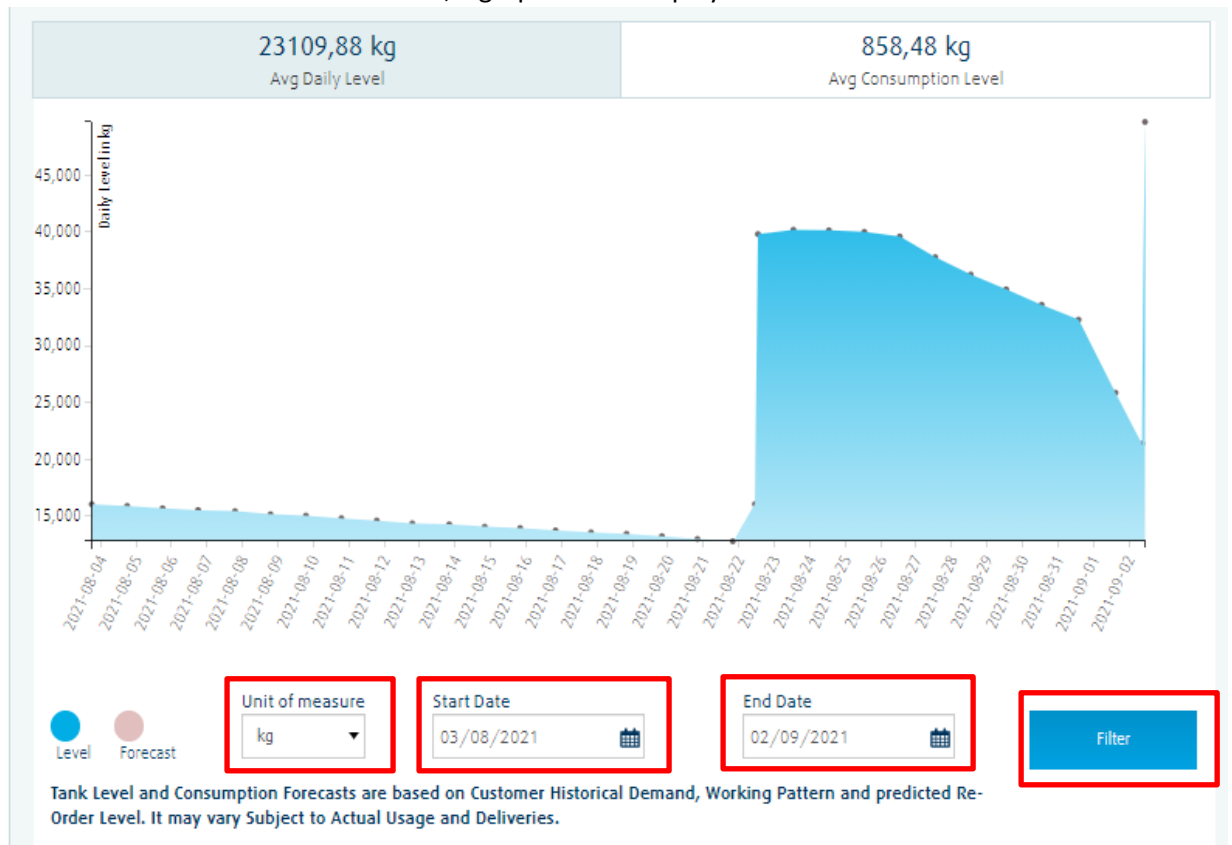 23109,88 kg
Avg Daily Level
858,48 kg
Avg Consumption Level
Daily Level in kg
45,000
40,000
35,000
30,000
25,000
20,000
15,000
2021-08-04
2021-08-05
2021-08-06
2021-08-07
2021-08-08
2021-08-09
2021-08-10
2021-08-11
2021-08-12
2021-08-13
2021-08-14
2021-08-15
2021-08-16
2021-08-17
2021-08-18
2021-08-19
2021-08-20
2021-08-21
2021-08-22
2021-08-23
2021-08-24
2021-08-25
2021-08-26
2021-08-27
2021-08-28
2021-08-29
2021-08-30
2021-08-31
2021-09-01
2021-09-02
Level
Forecast
Unit of measure
kg
Start Date
03/08/2021
End Date
02/09/2021
Filter
Tank Level and Consumption Forecasts are based on Customer Historical Demand, Working Pattern and predicted Re-
Order Level. It may vary Subject to Actual Usage and Deliveries.